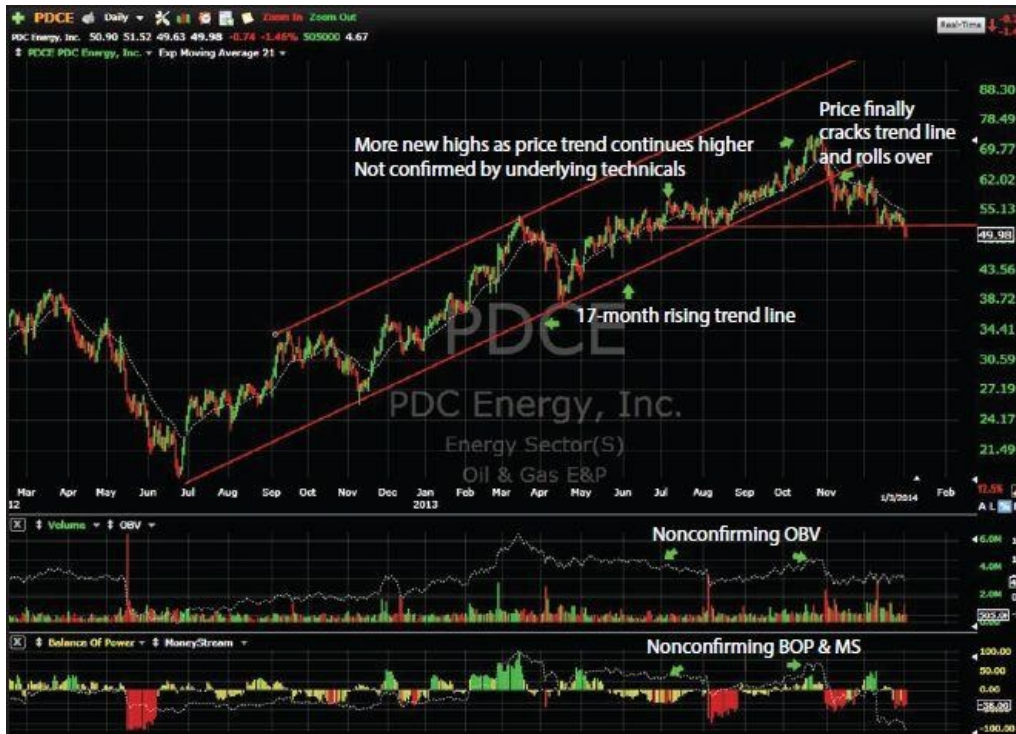 PDCE Daily Zoom In Zoom Out
PDC Energy, Inc. 50.90 51.52 49.63 49.98 -0.74 -1.46% 505000 4.67
PDCE PDC Energy, Inc. Exp Moving Average 21
Real-Time
88.30
78.49
69.77
62.02
55.13
49.98
43.56
38.72
34.41
30.59
27.19
24.17
21.49
Price finally
cracks trend line
and rolls over
More new highs as price trend continues higher
Not confirmed by underlying technicals
17-month rising trend line
PDCE
PDC Energy, Inc.
Energy Sector(S)
Oil & Gas E&P
Mar Apr May Jun Jul Aug Sep Oct Nov Dec Jan Feb Mar Apr May Jun Jul Aug Sep Oct Nov 1/3/2014 Feb
12 2013
12.5%
A L %
X Volume OBV
Nonconfirming OBV
6.0M
4.0M
2.0M
X Balance Of Power MoneyStream
Nonconfirming BOP & MS
100.00
50.00
0.00
-100.00